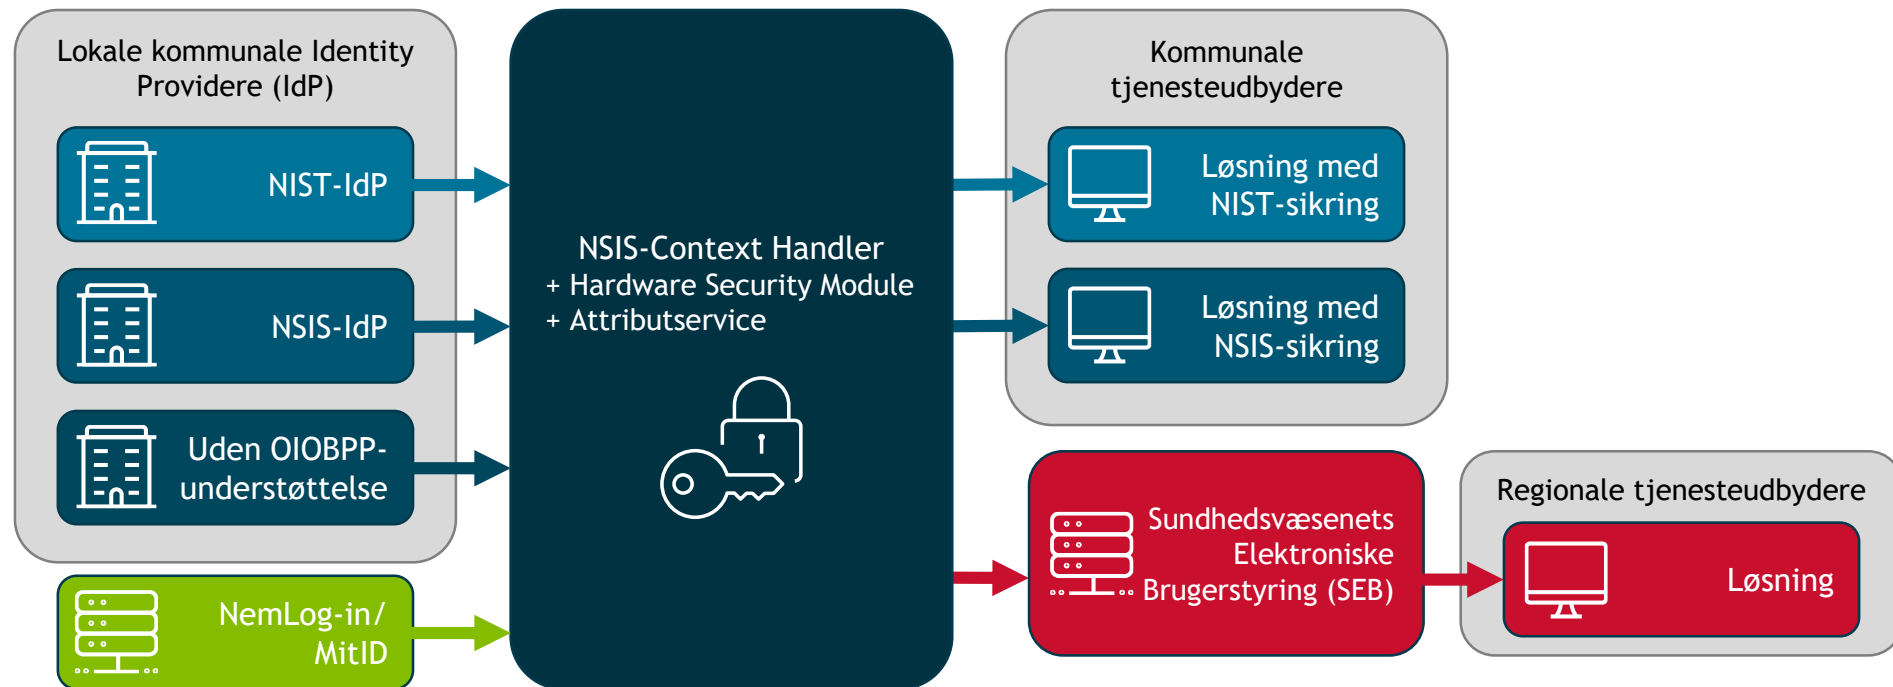 Lokale kommunale Identity
Providere (IdP)
NIST-IdP
NSIS-IdP
Uden OIOBPP-
understøttelse
NemLog-in/
MitID
NSIS-Context Handler
+ Hardware Security Module
+ Attributservice
Kommunale
tjenesteudbydere
Løsning med
NIST-sikring
Løsning med
NSIS-sikring
Sundhedsvæsenets
Elektroniske
Brugerstyring (SEB)
Regionale tjenesteudbydere
Løsning